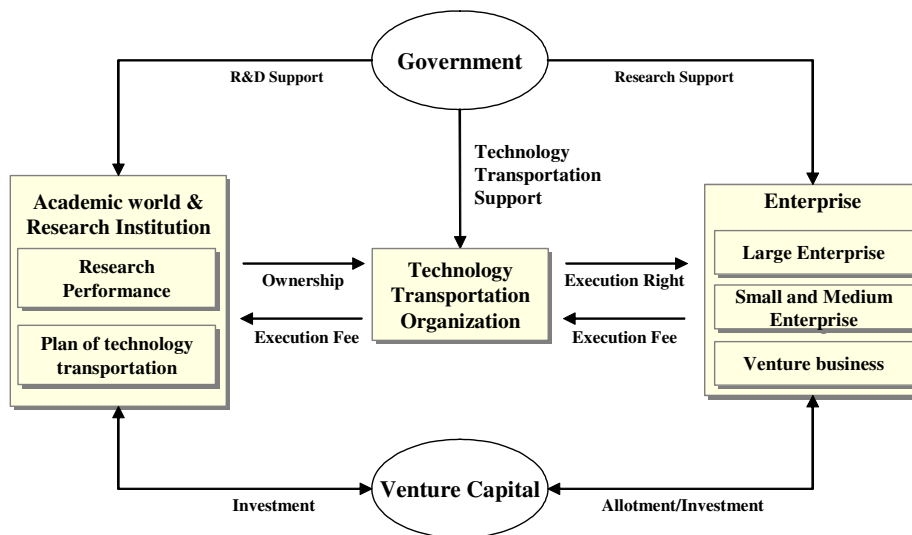 Government
R&D Support
Research Support
Technology
Transportation
Support
Academic world &
Research Institution
Research
Performance
Plan of technology
transportation
Ownership
Execution Fee
Technology
Transportation
Organization
Execution Right
Execution Fee
Enterprise
Large Enterprise
Small and Medium
Enterprise
Venture business
Investment
Venture Capital
Allotment/Investment